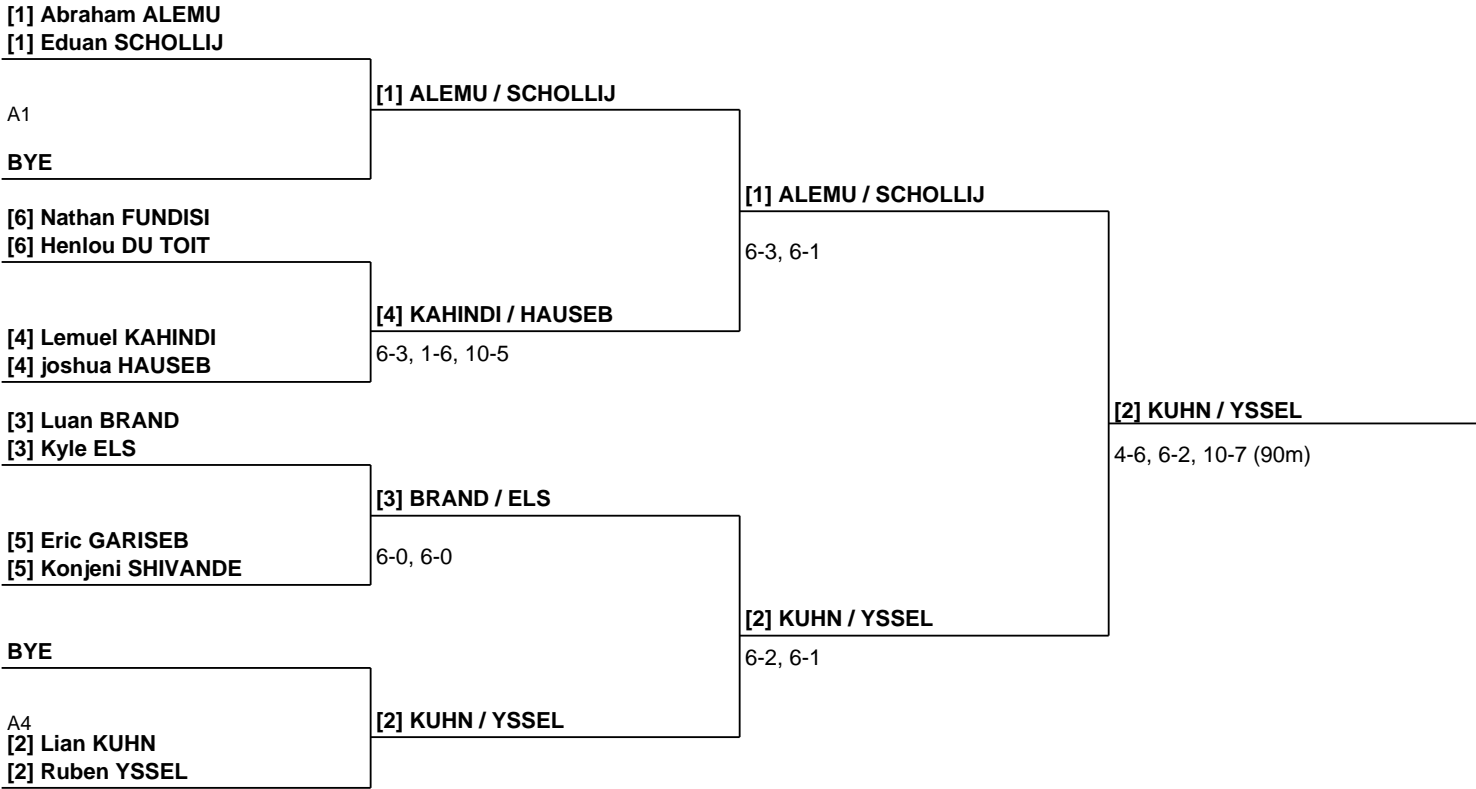 [1] Abraham ALEMU
[1] Eduan SCHOLLIJ
[1] ALEMU / SCHOLLIJ
A1
BYE
[1] ALEMU / SCHOLLIJ
[6] Nathan FUNDISI
[6] Henlou DU TOIT
6-3, 6-1
[4] KAHINDI / HAUSEB
[4] Lemuel KAHINDI
[4] joshua HAUSEB
6-3, 1-6, 10-5
[2] KUHN / YSSEL
[3] Luan BRAND
[3] Kyle ELS
4-6, 6-2, 10-7 (90m)
[3] BRAND / ELS
[5] Eric GARISEB
[5] Konjeni SHIVANDE
6-0, 6-0
[2] KUHN / YSSEL
BYE
6-2, 6-1
A4
[2] KUHN / YSSEL
[2] Lian KUHN
[2] Ruben YSSEL